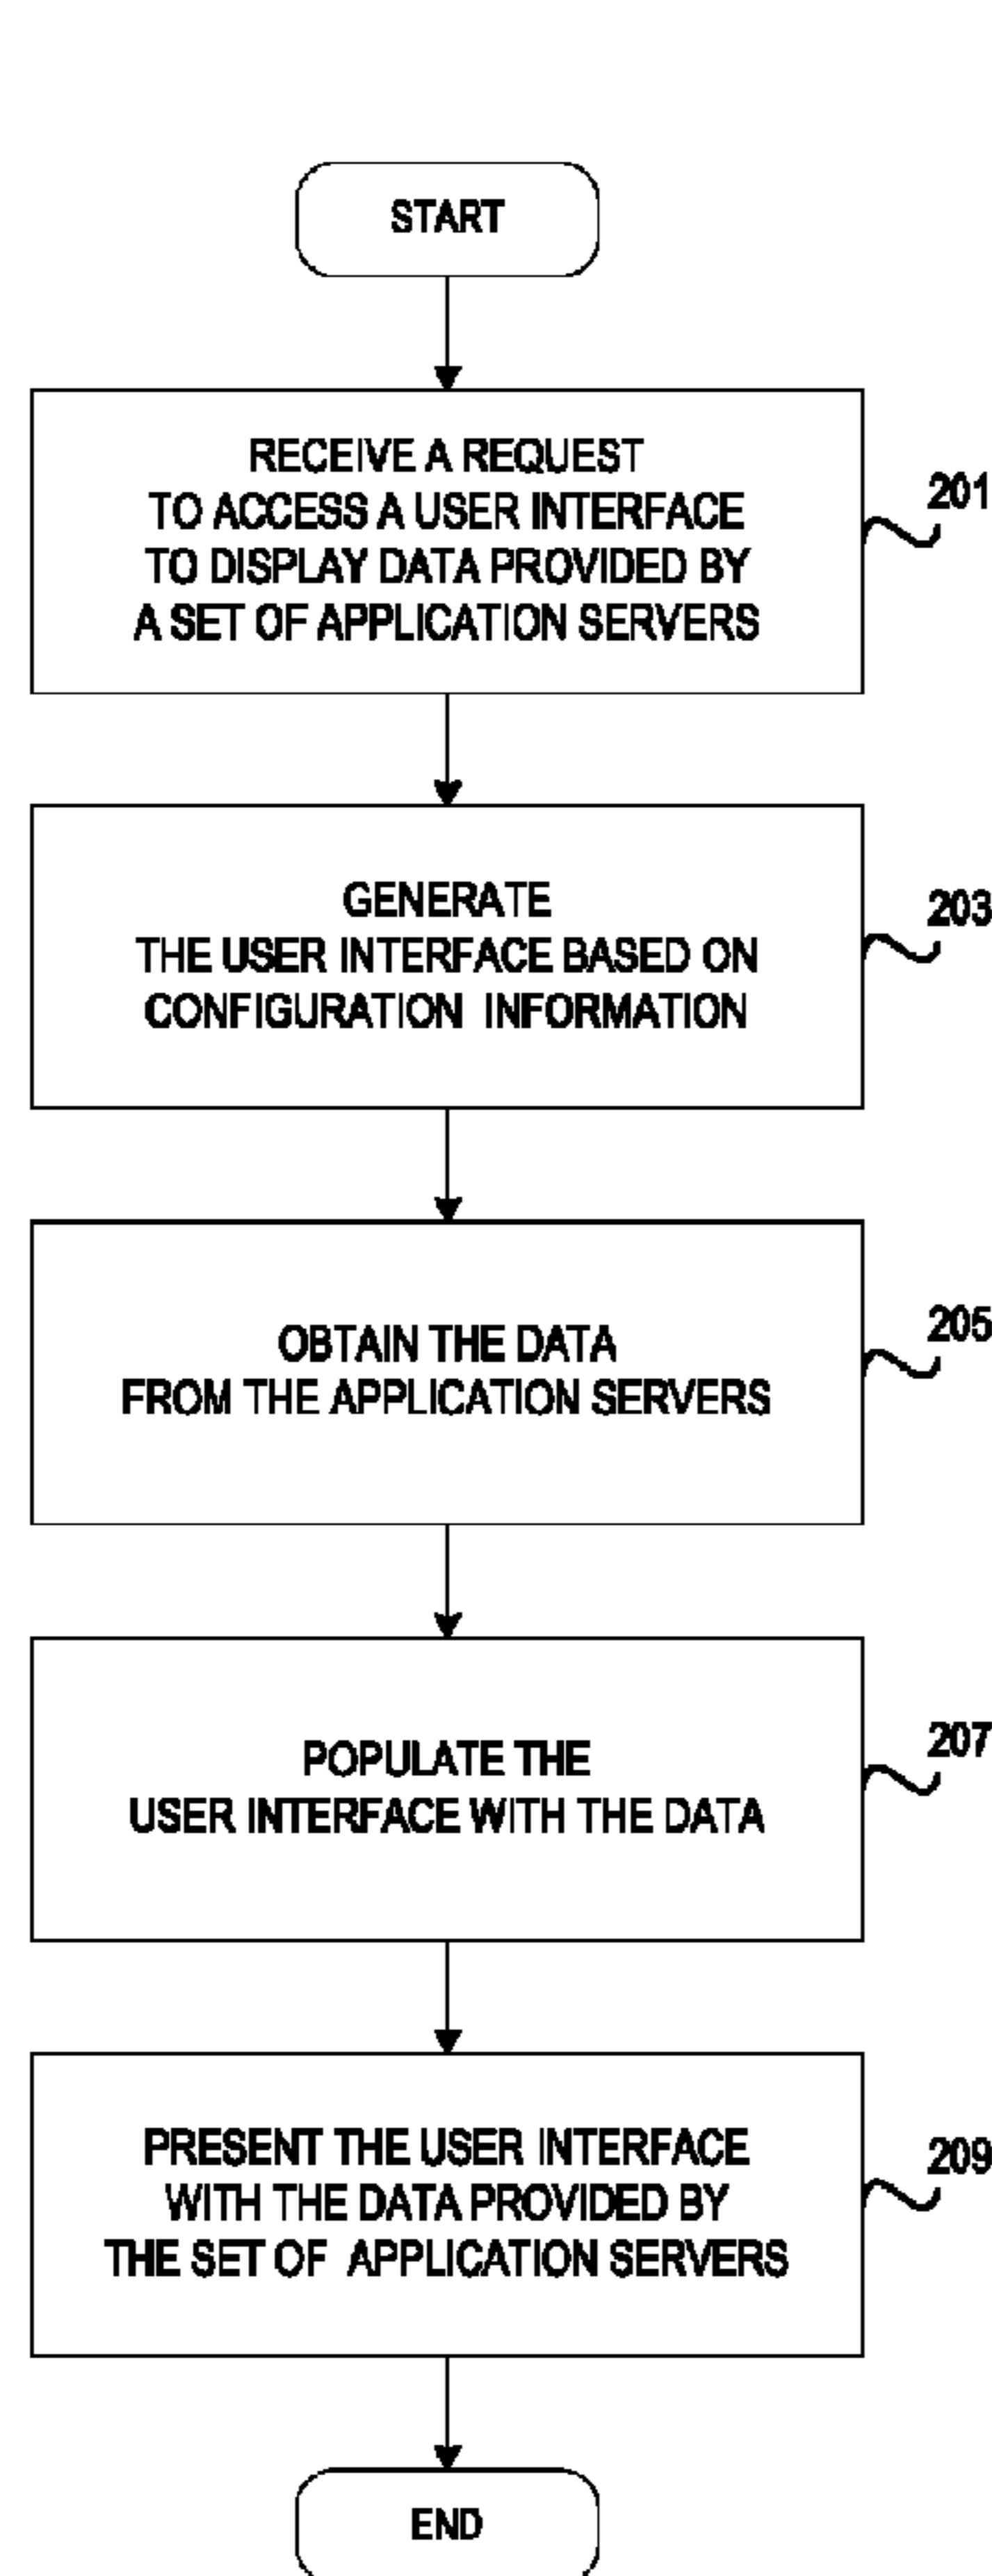 START
RECEIVE A REQUEST
TO ACCESS A USER INTERFACE
TO DISPLAY DATA PROVIDED BY
A SET OF APPLICATION SERVERS
201
GENERATE
THE USER INTERFACE BASED ON
CONFIGURATION INFORMATION
203
OBTAIN THE DATA
FROM THE APPLICATION SERVERS
205
POPULATE THE
USER INTERFACE WITH THE DATA
207
PRESENT THE USER INTERFACE
WITH THE DATA PROVIDED BY
THE SET OF APPLICATION SERVERS
209
END